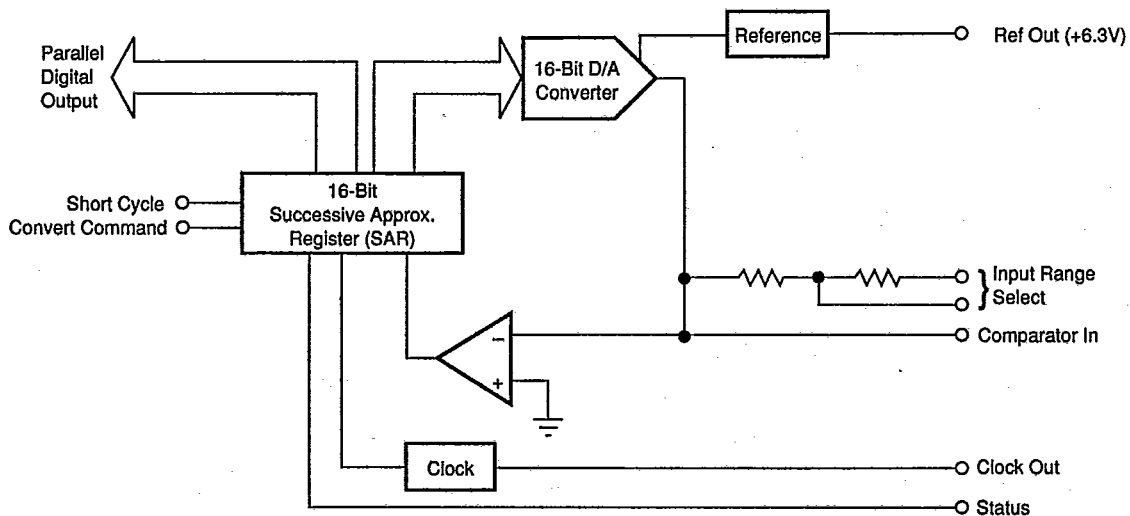 Parallel
Digital
Output
16-Bit D/A
Converter
Reference
Ref Out (+6.3V)
Short Cycle
Convert Command
16-Bit
Successive Approx.
Register (SAR)
Input Range
Select
Comparator In
–
+
Clock
Clock Out
Status